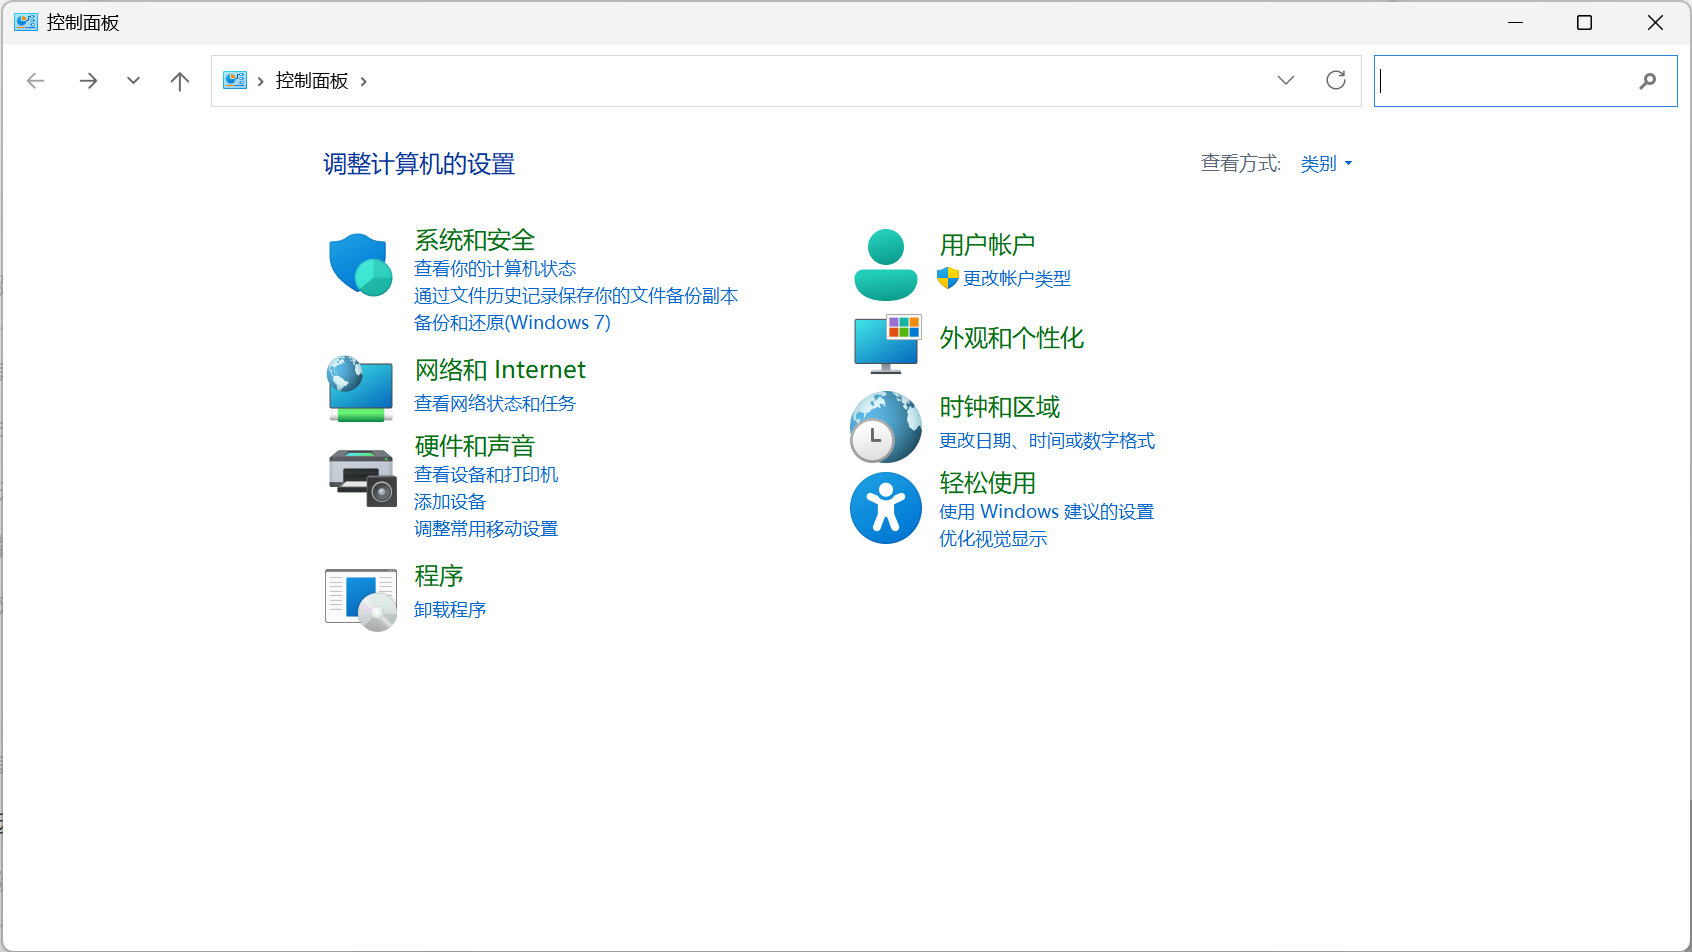 控制面板
控制面板
调整计算机的设置
查看方式: 类别
系统和安全
查看你的计算机状态
通过文件历史记录保存你的文件备份副本
备份和还原(Windows 7)
网络和 Internet
查看网络状态和任务
硬件和声音
查看设备和打印机
添加设备
调整常用移动设置
程序
卸载程序
用户帐户
更改帐户类型
外观和个性化
时钟和区域
更改日期、时间或数字格式
轻松使用
使用 Windows 建议的设置
优化视觉显示